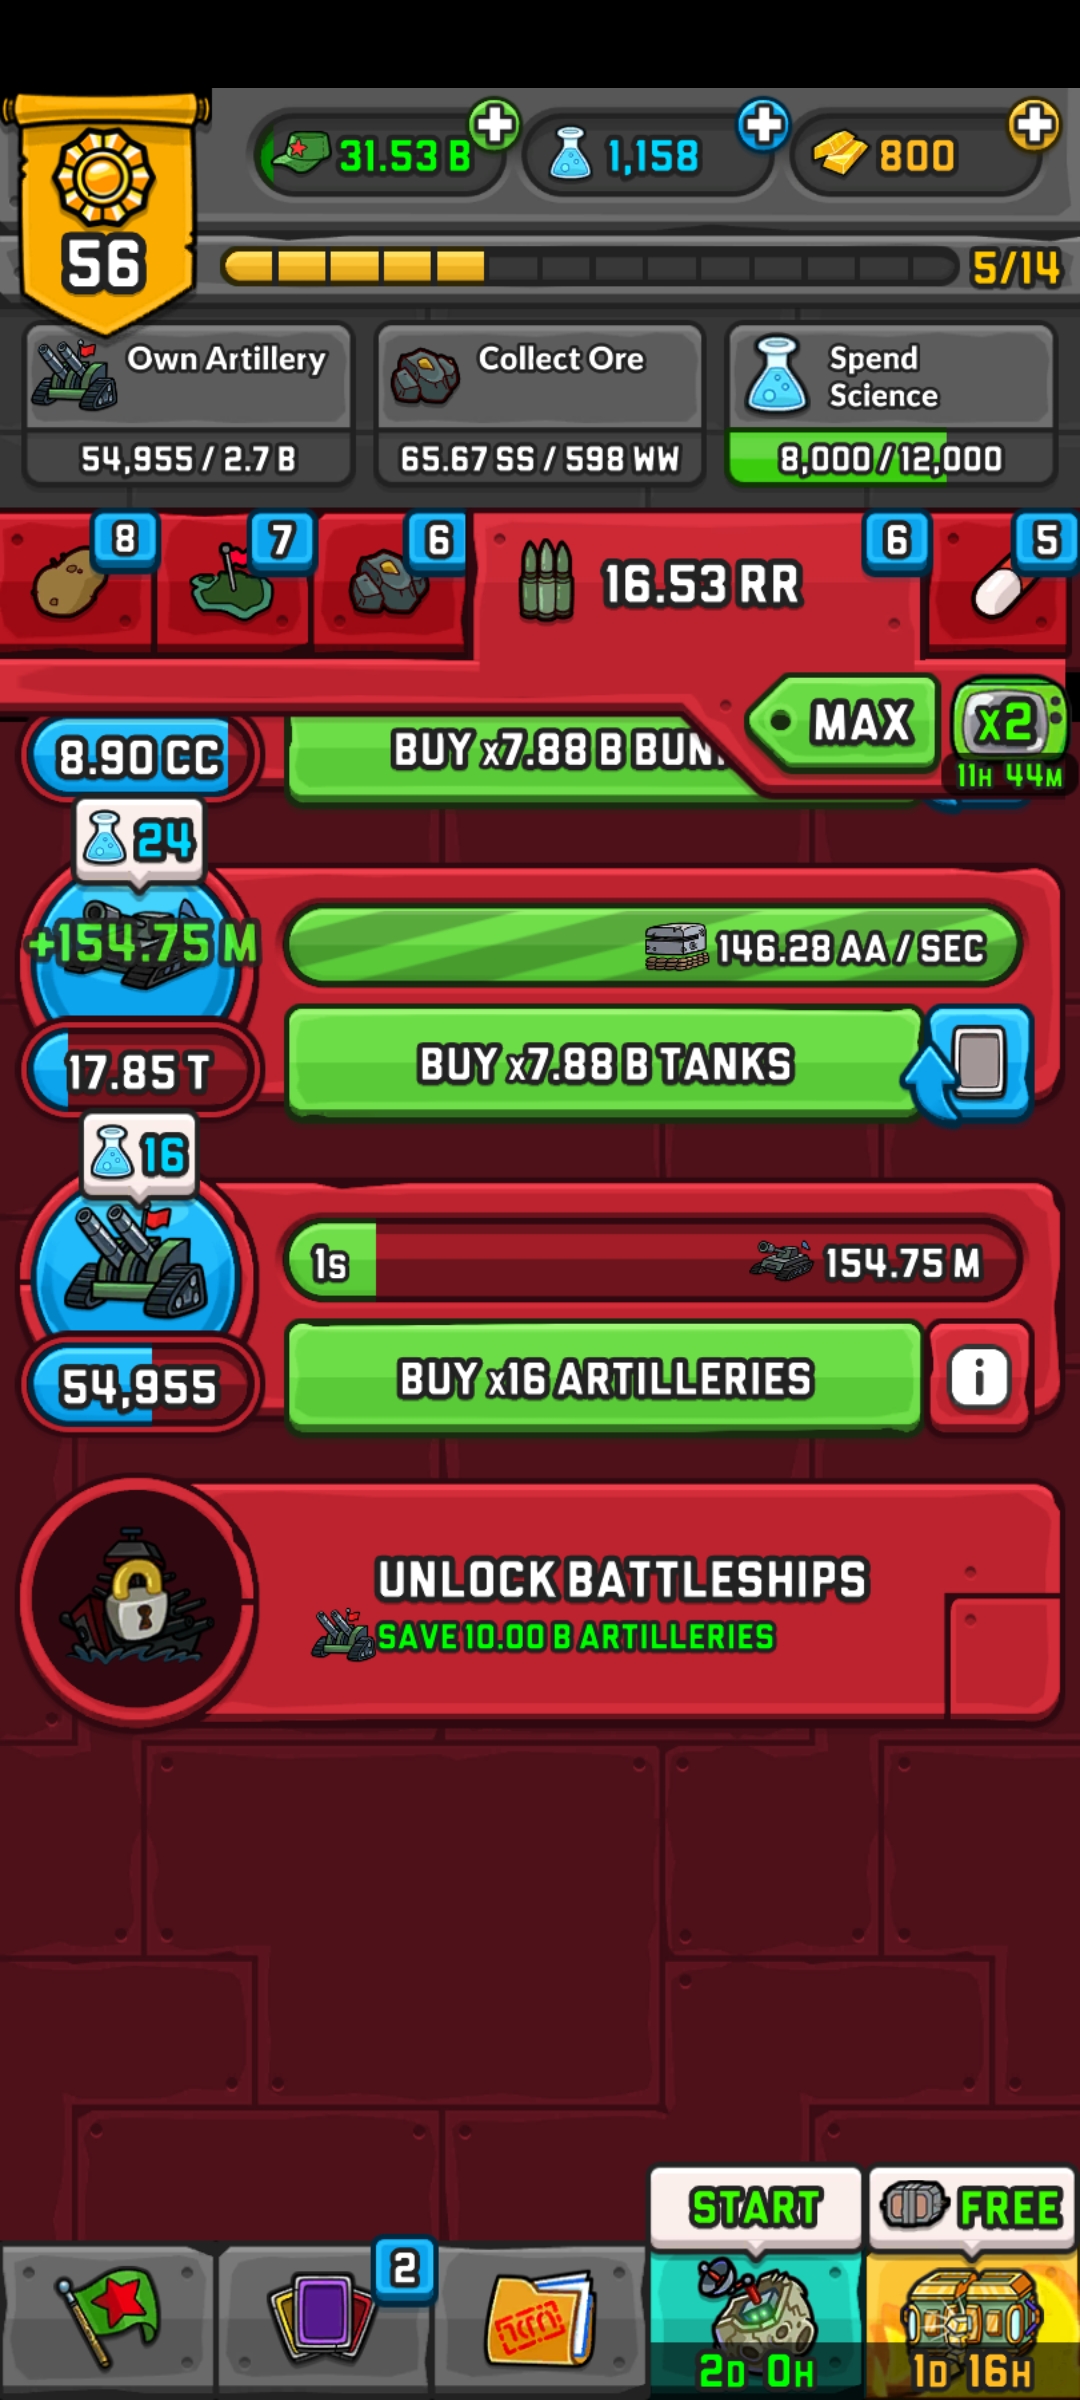 31.53 B
1,158
800
56
5/14
Own Artillery
54,955 / 2.7 B
Collect Ore
65.67 SS / 598 WW
Spend
Science
8,000 / 12,000
8
7
6
16.53 RR
6
5
MAX
x2
11H 44M
8.90 CC
BUY x7.88 B BUN
24
+154.75 M
146.28 AA / SEC
17.85 T
BUY x7.88 B TANKS
16
1s
154.75 M
54,955
BUY x16 ARTILLERIES
i
UNLOCK BATTLESHIPS
SAVE 10.00 B ARTILLERIES
START
FREE
2
2D 0H
1D 16H